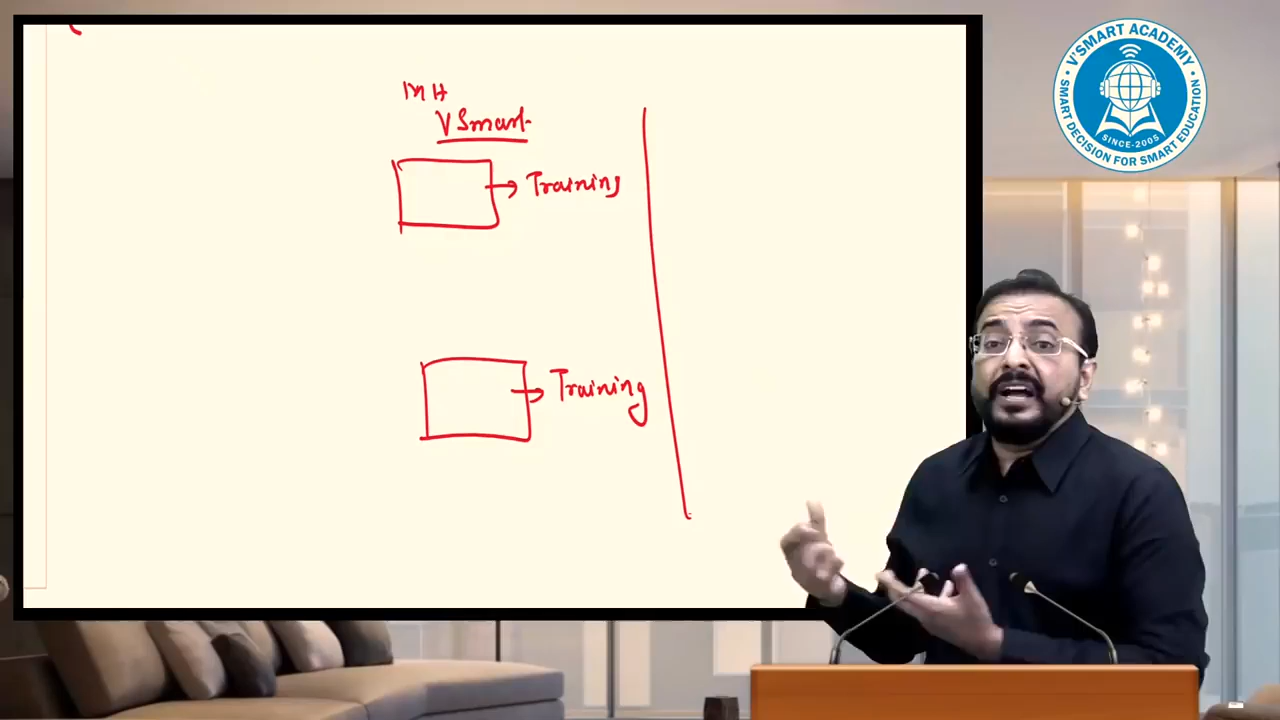 MH
VSmart
Training
Training
V'SMART ACADEMY
SINCE-2005
SMART DECISION FOR SMART EDUCATION